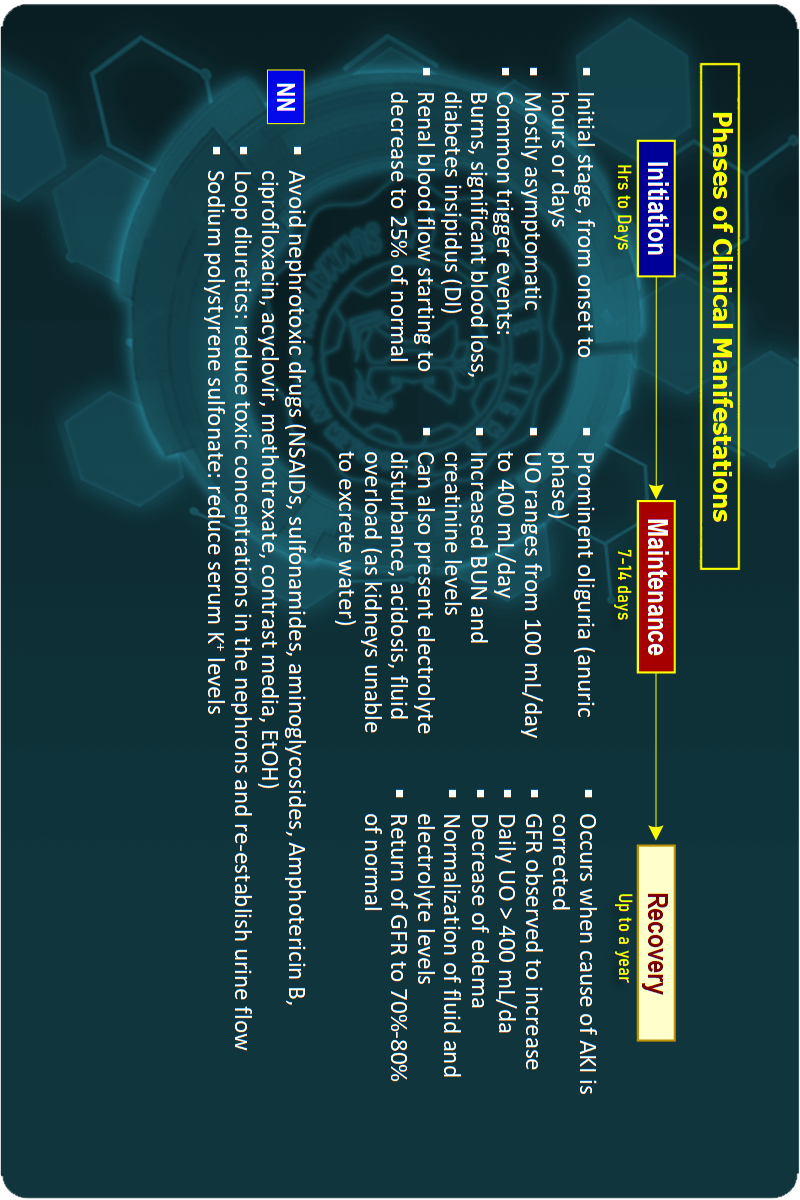 Phases of Clinical Manifestations
Initiation
Hrs to Days
▪ Initial stage, from onset to
hours or days
▪ Mostly asymptomatic
▪ Common trigger events:
Burns, significant blood loss,
diabetes insipidus (DI)
▪ Renal blood flow starting to
decrease to 25% of normal
Maintenance
7–14 days
▪ Prominent oliguria (anuric
phase)
▪ UO ranges from 100 mL/day
to 400 mL/day
▪ Increased BUN and
creatinine levels
▪ Can also present electrolyte
disturbance, acidosis, fluid
overload (as kidneys unable
to excrete water)
Recovery
Up to a year
▪ Occurs when cause of AKI is
corrected
▪ GFR observed to increase
▪ Daily UO > 400 mL/da
▪ Decrease of edema
▪ Normalization of fluid and
electrolyte levels
▪ Return of GFR to 70%-80%
of normal
NN
▪ Avoid nephrotoxic drugs (NSAIDs, sulfonamides, aminoglycosides, Amphotericin B,
ciprofloxacin, acyclovir, methotrexate, contrast media, EtOH)
▪ Loop diuretics: reduce toxic concentrations in the nephrons and re-establish urine flow
▪ Sodium polystyrene sulfonate: reduce serum K⁺ levels